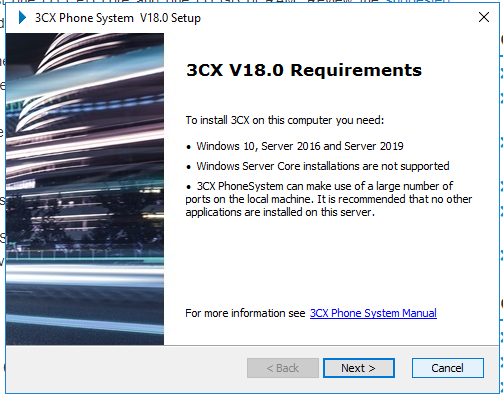 3CX Phone System V18.0 Setup
3CX V18.0 Requirements
To install 3CX on this computer you need:
• Windows 10, Server 2016 and Server 2019
• Windows Server Core installations are not supported
• 3CX PhoneSystem can make use of a large number of
ports on the local machine. It is recommended that no other
applications are installed on this server.
For more information see 3CX Phone System Manual
< Back Next > Cancel